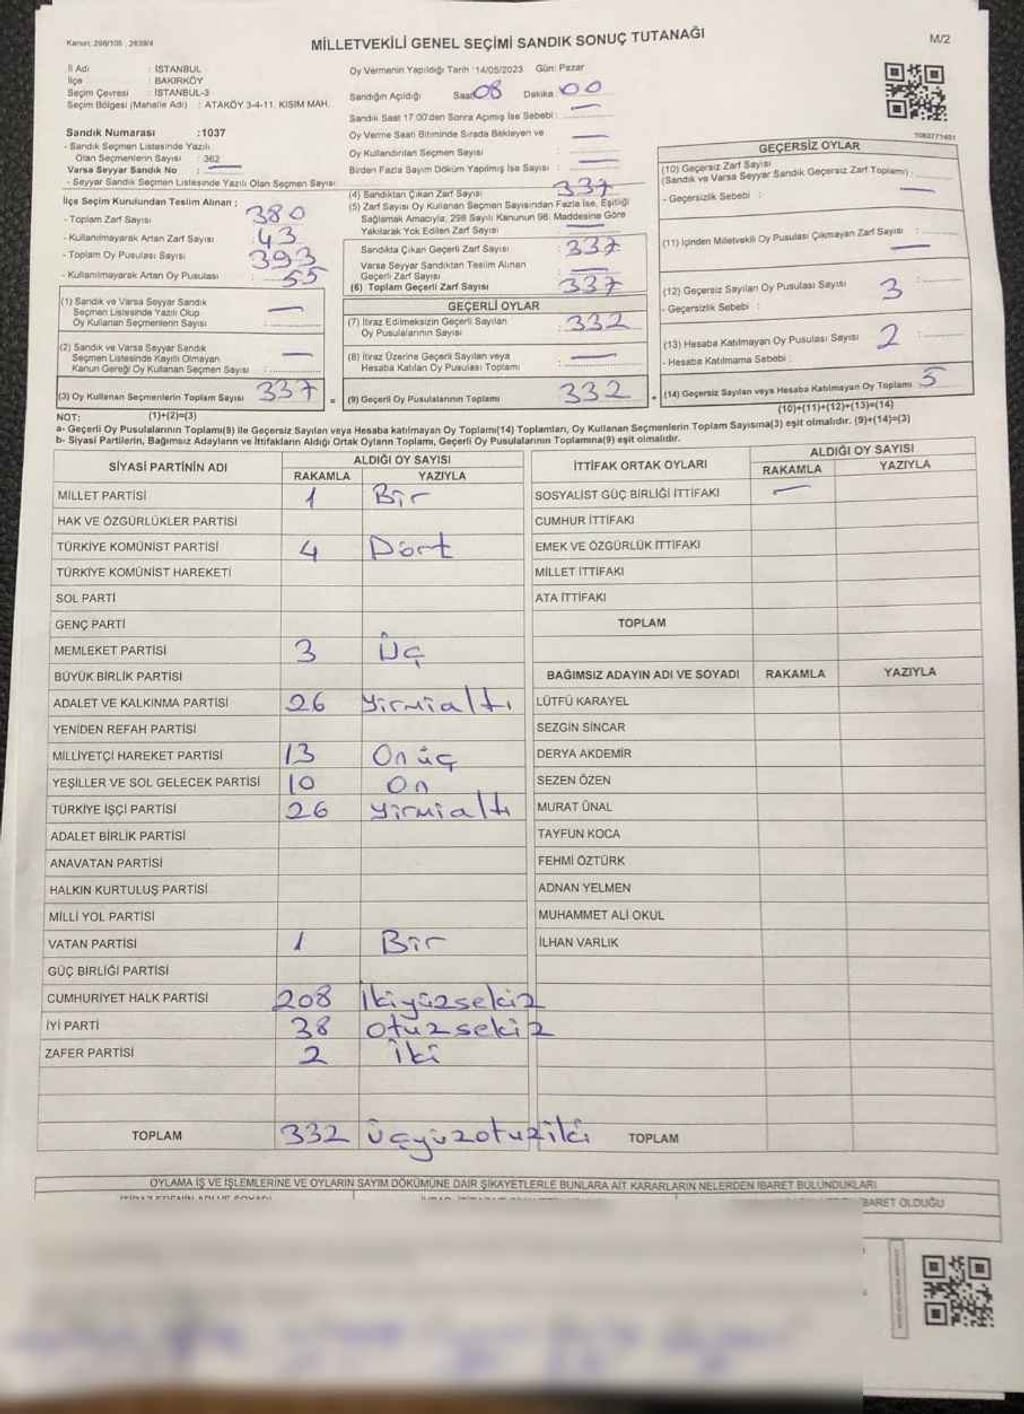 Kanun: 298/105 , 2839/4
MİLLETVEKİLİ GENEL SEÇİMİ SANDIK SONUÇ TUTANAĞI
M/2
İl Adı : İSTANBUL
İlçe : BAKIRKÖY
Seçim Çevresi : İSTANBUL-3
Seçim Bölgesi (Mahalle Adı) : ATAKÖY 3-4-11. KISIM MAH.
Sandık Numarası :1037
- Sandık Seçmen Listesinde Yazılı
Olan Seçmenlerin Sayısı : 362
Varsa Seyyar Sandık No : —
- Seyyar Sandık Seçmen Listesinde Yazılı Olan Seçmen Sayısı
İlçe Seçim Kurulundan Teslim Alınan ;
- Toplam Zarf Sayısı 380
- Kullanılmayarak Artan Zarf Sayısı 43
- Toplam Oy Pusulası Sayısı 393
- Kullanılmayarak Artan Oy Pusulası 55
(1) Sandık ve Varsa Seyyar Sandık
Seçmen Listesinde Yazılı Olup
Oy Kullanan Seçmenlerin Sayısı : —
(2) Sandık ve Varsa Seyyar Sandık
Seçmen Listesinde Kayıtlı Olmayan
Kanun Gereği Oy Kullanan Seçmen Sayısı : —
(3) Oy Kullanan Seçmenlerin Toplam Sayısı 337
Oy Vermenin Yapıldığı Tarih :14/05/2023 Gün: Pazar
Sandığın Açıldığı Saat 08 Dakika 00
Sandık Saat 17:00'den Sonra Açılmış İse Sebebi : —
Oy Verme Saati Bitiminde Sırada Bekleyen ve
Oy Kullandırılan Seçmen Sayısı : —
Birden Fazla Sayım Döküm Yapılmış İse Sayısı : —
(4) Sandıktan Çıkan Zarf Sayısı 337
(5) Zarf Sayısı Oy Kullanan Seçmen Sayısından Fazla İse, Eşitliği
Sağlamak Amacıyla; 298 Sayılı Kanunun 98. Maddesine Göre
Yakılarak Yok Edilen Zarf Sayısı : —
Sandıkta Çıkan Geçerli Zarf Sayısı : 337
Varsa Seyyar Sandıktan Teslim Alınan
Geçerli Zarf Sayısı : —
(6) Toplam Geçerli Zarf Sayısı : 337
GEÇERLİ OYLAR
(7) İtiraz Edilmeksizin Geçerli Sayılan
Oy Pusulalarının Sayısı : 332
(8) İtiraz Üzerine Geçerli Sayılan veya
Hesaba Katılan Oy Pusulası Toplamı : —
= (9) Geçerli Oy Pusulalarının Toplamı : 332
1083771401
GEÇERSİZ OYLAR
(10) Geçersiz Zarf Sayısı
(Sandık ve Varsa Seyyar Sandık Geçersiz Zarf Toplamı) : —
- Geçersizlik Sebebi :
(11) İçinden Milletvekili Oy Pusulası Çıkmayan Zarf Sayısı : —
(12) Geçersiz Sayılan Oy Pusulası Sayısı 3
- Geçersizlik Sebebi :
(13) Hesaba Katılmayan Oy Pusulası Sayısı 2
- Hesaba Katılmama Sebebi :
+ (14) Geçersiz Sayılan veya Hesaba Katılmayan Oy Toplamı 5
NOT: (1)+(2)=(3) (10)+(11)+(12)+(13)=(14)
a- Geçerli Oy Pusulalarının Toplamı(9) ile Geçersiz Sayılan veya Hesaba katılmayan Oy Toplamı(14) Toplamları, Oy Kullanan Seçmenlerin Toplam Sayısına(3) eşit olmalıdır. (9)+(14)=(3)
b- Siyasi Partilerin, Bağımsız Adayların ve İttifakların Aldığı Ortak Oyların Toplamı, Geçerli Oy Pusulalarının Toplamına(9) eşit olmalıdır.
SİYASİ PARTİNİN ADI ALDIĞI OY SAYISI
RAKAMLA YAZIYLA
MİLLET PARTİSİ 1 Bir
HAK VE ÖZGÜRLÜKLER PARTİSİ
TÜRKİYE KOMÜNİST PARTİSİ 4 Dört
TÜRKİYE KOMÜNİST HAREKETİ
SOL PARTİ
GENÇ PARTİ
MEMLEKET PARTİSİ 3 Üç
BÜYÜK BİRLİK PARTİSİ
ADALET VE KALKINMA PARTİSİ 26 yirmialtı
YENİDEN REFAH PARTİSİ
MİLLİYETÇİ HAREKET PARTİSİ 13 Onüç
YEŞİLLER VE SOL GELECEK PARTİSİ 10 On
TÜRKİYE İŞÇİ PARTİSİ 26 yirmialtı
ADALET BİRLİK PARTİSİ
ANAVATAN PARTİSİ
HALKIN KURTULUŞ PARTİSİ
MİLLİ YOL PARTİSİ
VATAN PARTİSİ 1 Bir
GÜÇ BİRLİĞİ PARTİSİ
CUMHURİYET HALK PARTİSİ 208 İkiyüzsekiz
İYİ PARTİ 38 otuzsekiz
ZAFER PARTİSİ 2 İki
TOPLAM 332 üçyüzotuziki
İTTİFAK ORTAK OYLARI ALDIĞI OY SAYISI
RAKAMLA YAZIYLA
SOSYALİST GÜÇ BİRLİĞİ İTTİFAKI —
CUMHUR İTTİFAKI
EMEK VE ÖZGÜRLÜK İTTİFAKI
MİLLET İTTİFAKI
ATA İTTİFAKI
TOPLAM
BAĞIMSIZ ADAYIN ADI VE SOYADI RAKAMLA YAZIYLA
LÜTFÜ KARAYEL
SEZGİN SİNCAR
DERYA AKDEMİR
SEZEN ÖZEN
MURAT ÜNAL
TAYFUN KOCA
FEHMİ ÖZTÜRK
ADNAN YELMEN
MUHAMMET ALİ OKUL
İLHAN VARLIK
TOPLAM
OYLAMA İŞ VE İŞLEMLERİNE VE OYLARIN SAYIM DÖKÜMÜNE DAİR ŞİKAYETLERLE BUNLARA AİT KARARLARIN NELERDEN İBARET BULUNDUKLARI
İBARET OLDUĞU